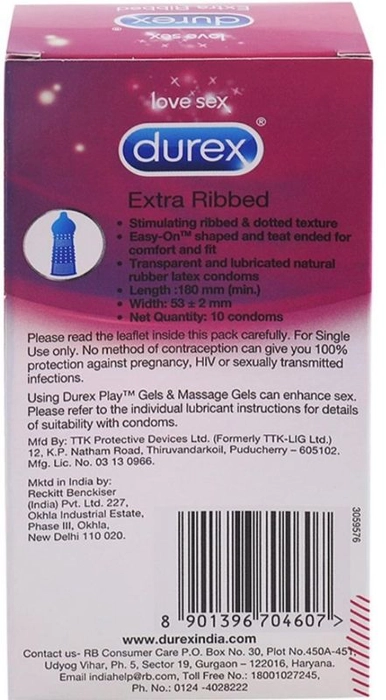 love sex
durex
Extra Ribbed
love sex
durex®
Extra Ribbed
• Stimulating ribbed & dotted texture
• Easy-On™ shaped and teat ended for
comfort and fit
• Transparent and lubricated natural
rubber latex condoms
• Length :180 mm (min.)
• Width: 53 ± 2 mm
• Net Quantity: 10 condoms
Please read the leaflet inside this pack carefully. For Single
Use only. No method of contraception can give you 100%
protection against pregnancy, HIV or sexually transmitted
infections.
Using Durex Play™ Gels & Massage Gels can enhance sex.
Please refer to the individual lubricant instructions for details
of suitability with condoms.
Mfd By: TTK Protective Devices Ltd. (Formerly TTK-LIG Ltd.)
12, K.P. Natham Road, Thiruvandarkoil, Puducherry – 605102.
Mfg. Lic. No. 03 13 0966.
Mktd in India by:
Reckitt Benckiser
(India) Pvt. Ltd. 227,
Okhla Industrial Estate,
Phase III, Okhla,
New Delhi 110 020.
3059576
8 901396 704607 >
www.durexindia.com
Contact us- RB Consumer Care P.O. Box No. 30, Plot No.450A-451,
Udyog Vihar, Ph. 5, Sector 19, Gurgaon – 122016, Haryana.
Email indiahelp@rb.com, Toll Free No.: 18001027245,
Ph. No.: 0124 -4028222